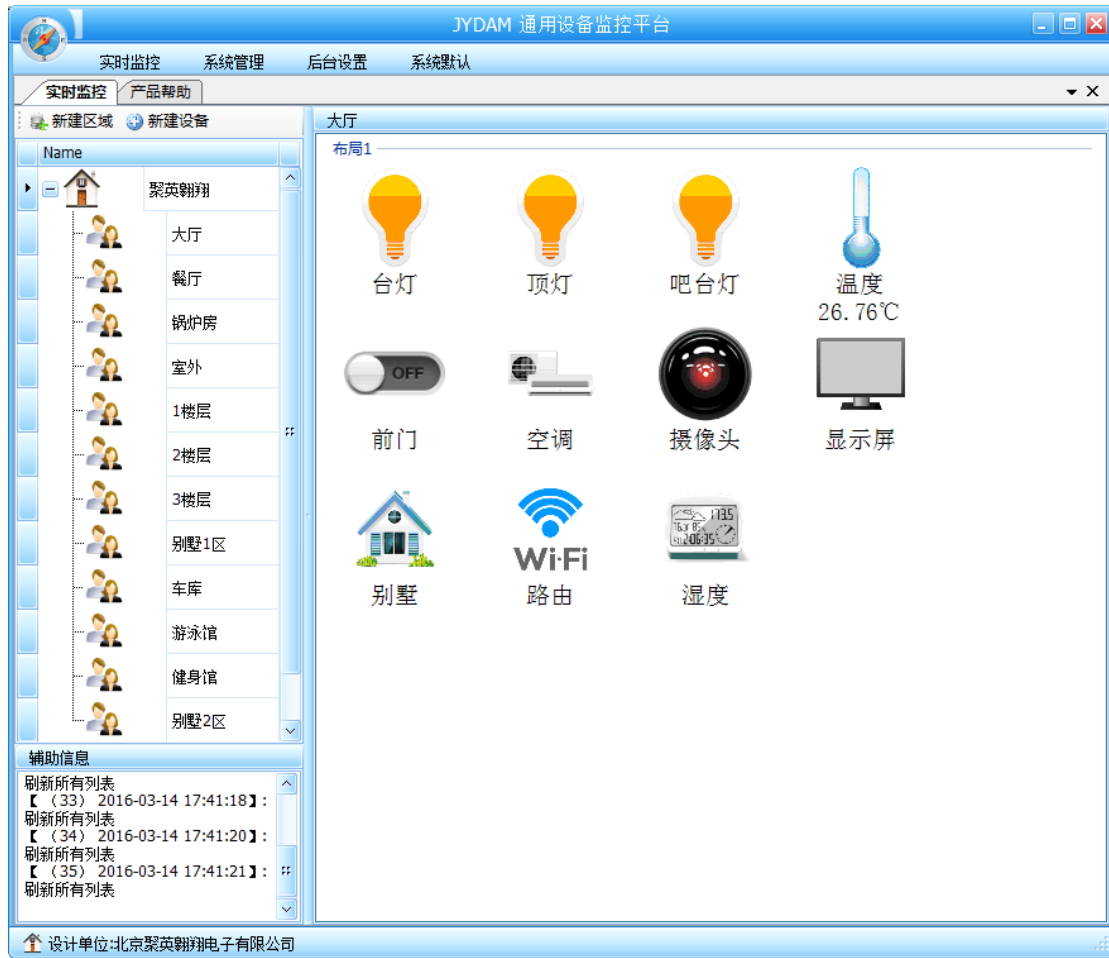 JYDAM 通用设备监控平台
实时监控 系统管理 后台设置 系统默认
实时监控 产品帮助
新建区域 新建设备
Name
聚英翱翔
大厅
餐厅
锅炉房
室外
1楼层
2楼层
3楼层
别墅1区
车库
游泳馆
健身馆
别墅2区
辅助信息
刷新所有列表
【 (33) 2016-03-14 17:41:18】:
刷新所有列表
【 (34) 2016-03-14 17:41:20】:
刷新所有列表
【 (35) 2016-03-14 17:41:21】:
刷新所有列表
大厅
布局1
台灯 顶灯 吧台灯 温度
26.76℃
OFF
前门 空调 摄像头 显示屏
Wi-Fi
别墅 路由 湿度
设计单位:北京聚英翱翔电子有限公司